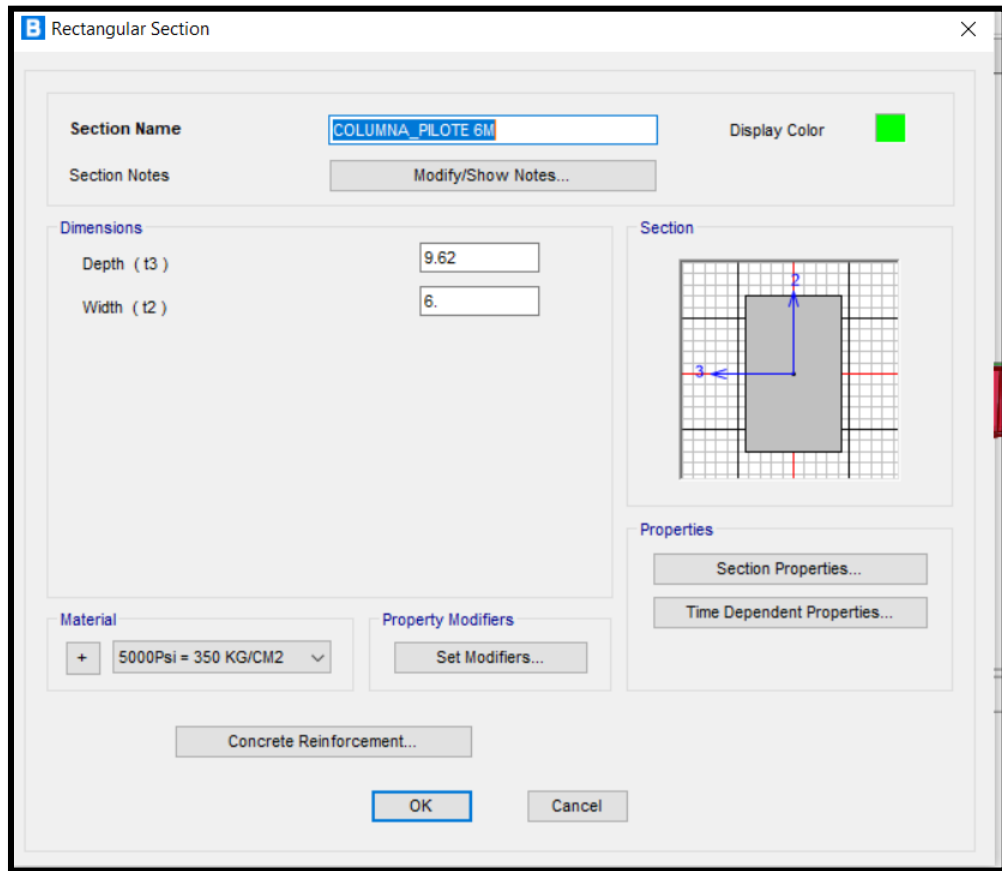 B Rectangular Section
Section Name COLUMNA_PILOTE 6M Display Color
Section Notes Modify/Show Notes...
Dimensions
Depth ( t3 ) 9.62
Width ( t2 ) 6.
Section
2
3
Properties
Section Properties...
Time Dependent Properties...
Material
+ 5000Psi = 350 KG/CM2
Property Modifiers
Set Modifiers...
Concrete Reinforcement...
OK Cancel